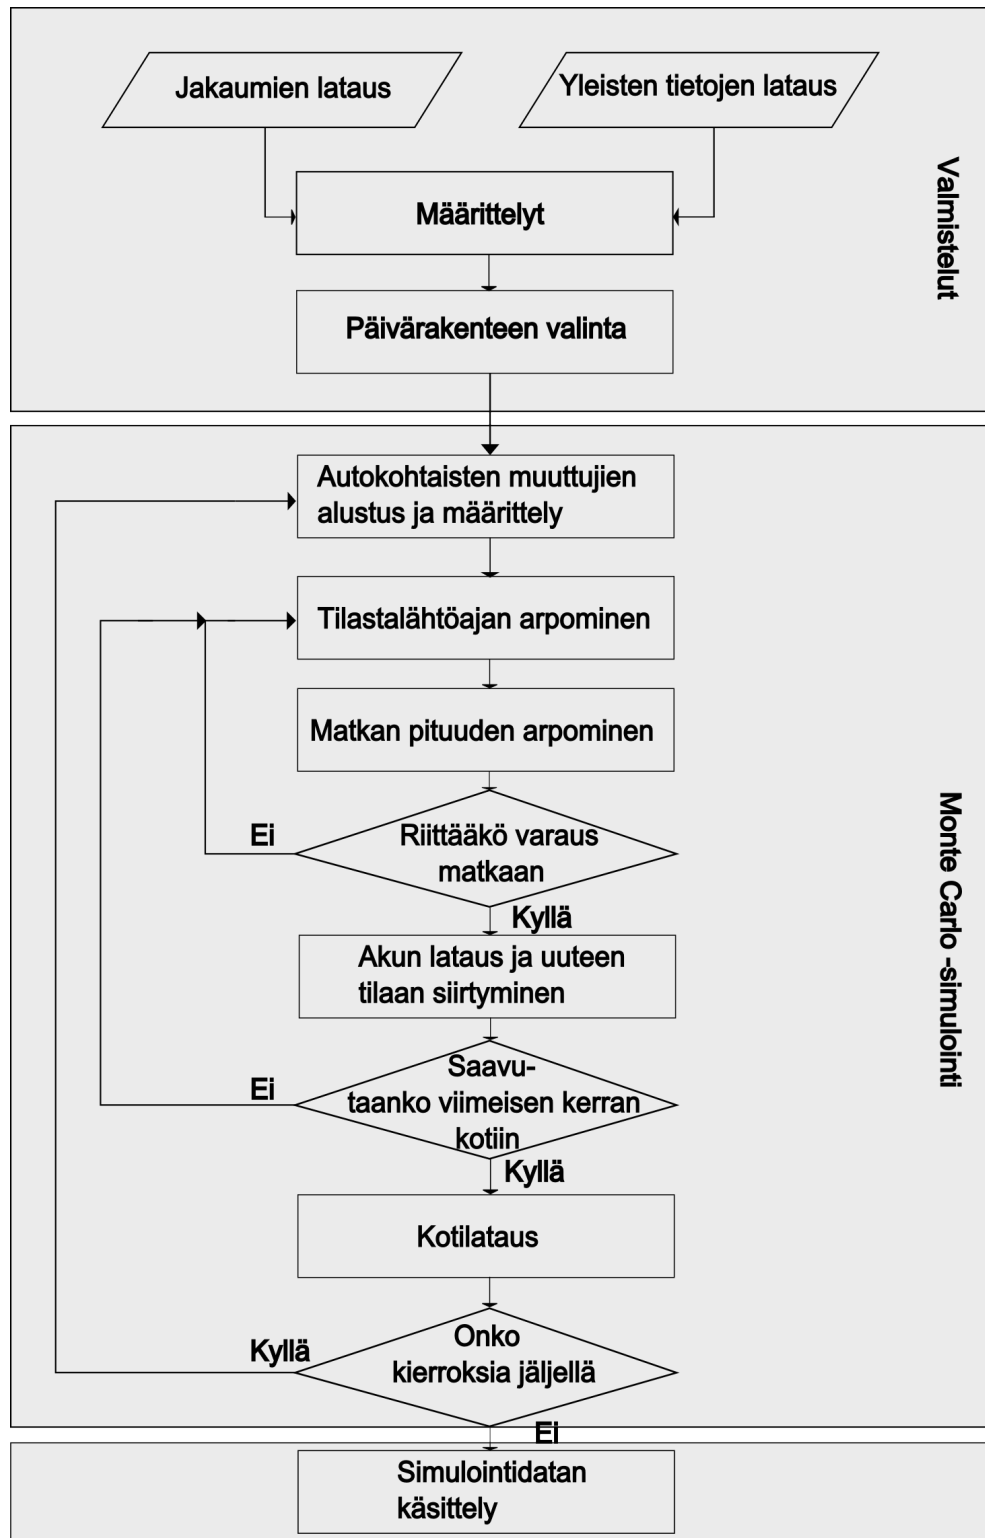 Jakaumien lataus
Yleisten tietojen lataus
Määrittelyt
Päivärakenteen valinta
Valmistelut
Autokohtaisten muuttujien
alustus ja määrittely
Tilastalähtöajan arpominen
Matkan pituuden arpominen
Riittääkö varaus
matkaan
Ei
Kyllä
Akun lataus ja uuteen
tilaan siirtyminen
Saavu-
taanko viimeisen kerran
kotiin
Ei
Kyllä
Kotilataus
Onko
kierroksia jäljellä
Kyllä
Ei
Monte Carlo -simulointi
Simulointidatan
käsittely